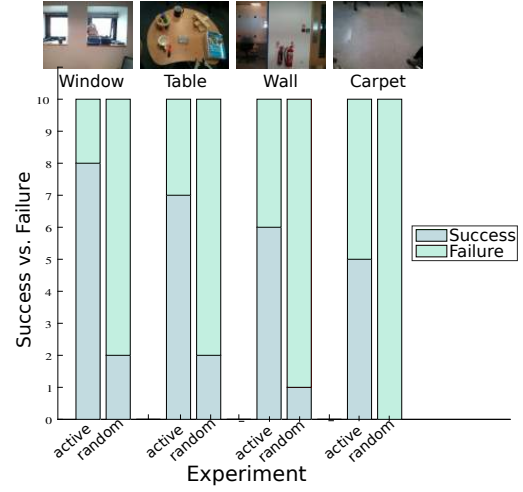 Window Table Wall Carpet
10
9
8
7
6
5
4
3
2
1
0
Success vs. Failure
Success
Failure
active random active random active random active random
Experiment